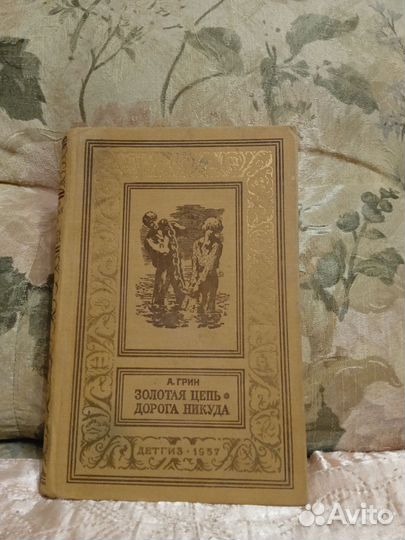 А. ГРИН
ЗОЛОТАЯ ЦЕПЬ •
ДОРОГА НИКУДА
ДЕТГИЗ • 1957
Avito